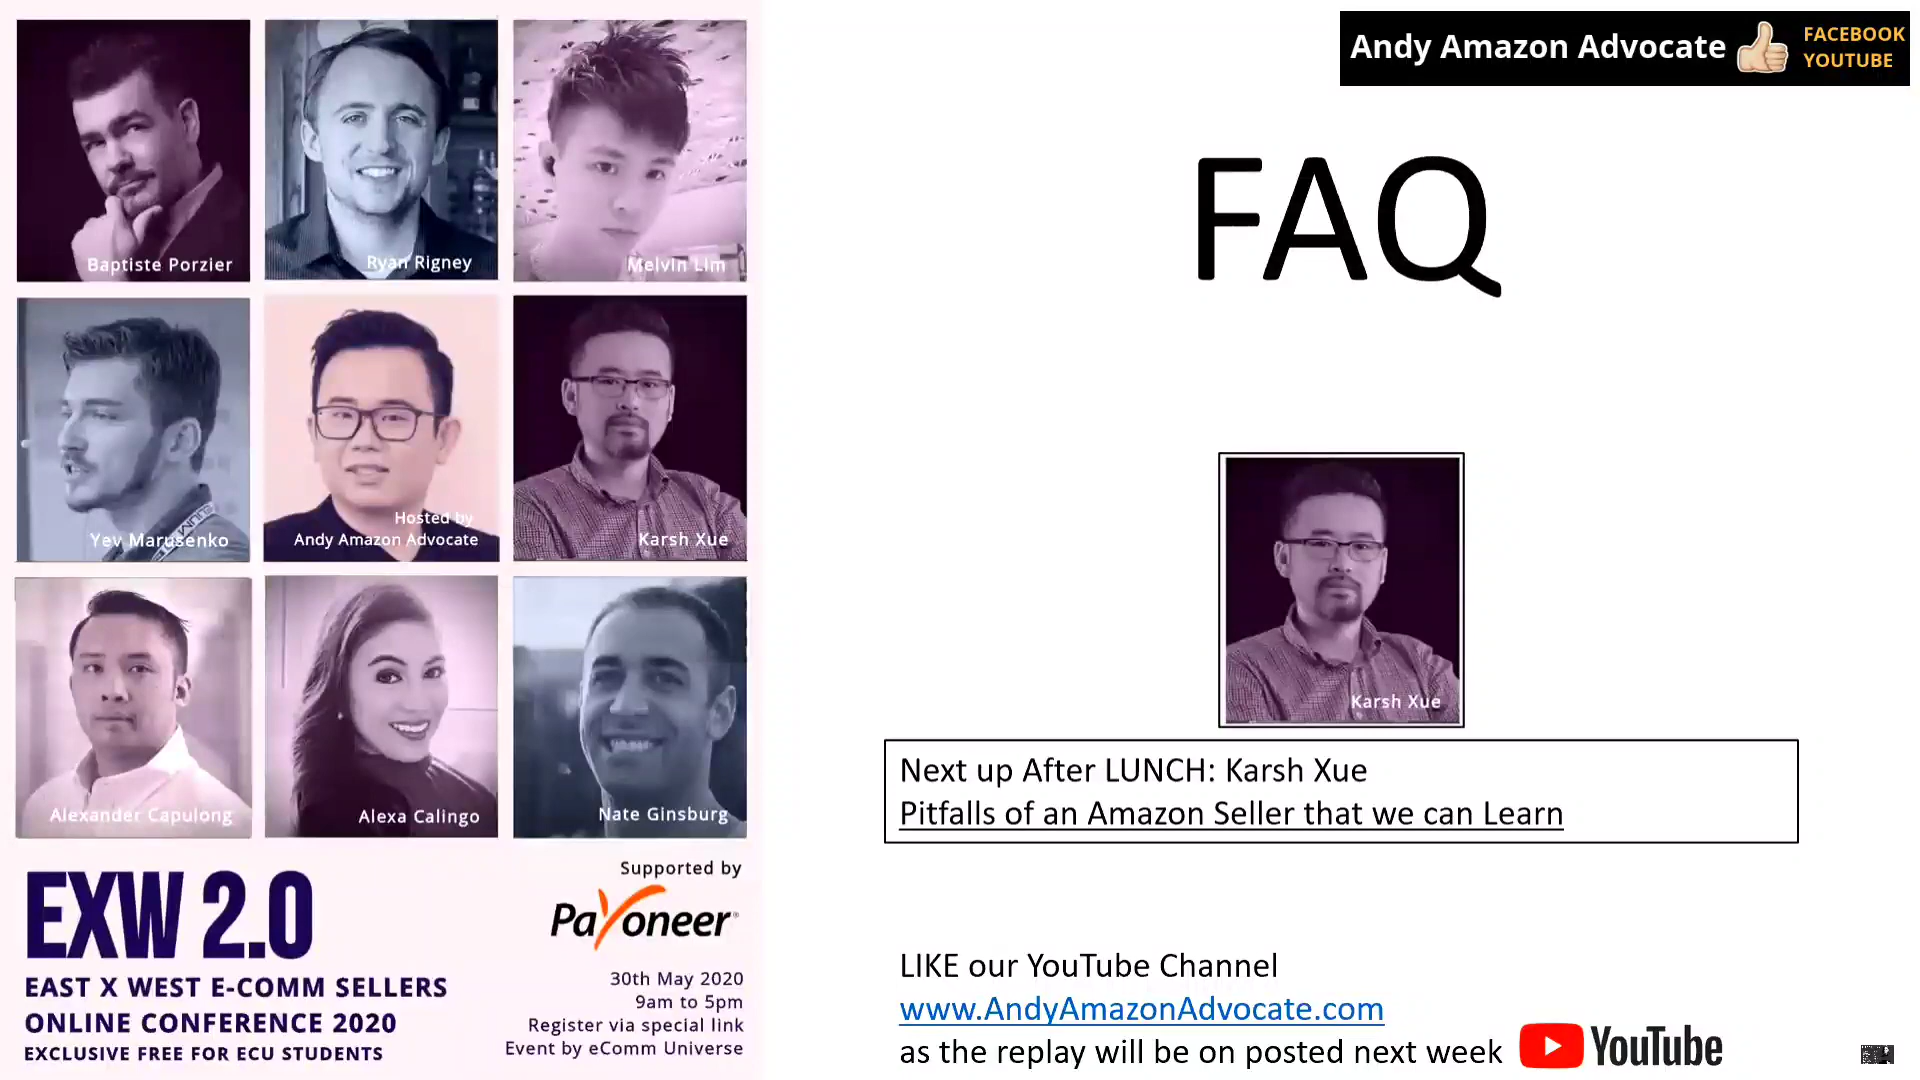 Baptiste Porzier
Ryan Rigney
Melvin Lim
Yev Marusenko
Hosted by
Andy Amazon Advocate
Karsh Xue
Alexander Capulong
Alexa Calingo
Nate Ginsburg
EXW 2.0
EAST X WEST E-COMM SELLERS
ONLINE CONFERENCE 2020
EXCLUSIVE FREE FOR ECU STUDENTS
Supported by
Payoneer
30th May 2020
9am to 5pm
Register via special link
Event by eComm Universe
Andy Amazon Advocate
FACEBOOK
YOUTUBE
FAQ
Karsh Xue
Next up After LUNCH: Karsh Xue
Pitfalls of an Amazon Seller that we can Learn
LIKE our YouTube Channel
www.AndyAmazonAdvocate.com
as the replay will be on posted next week
YouTube